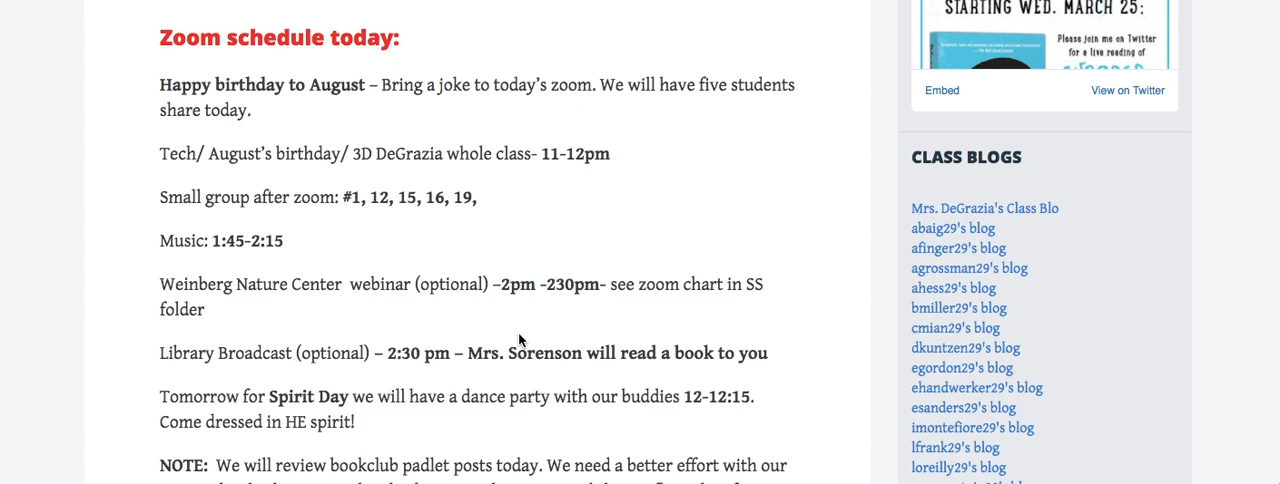 Zoom schedule today:
Happy birthday to August – Bring a joke to today's zoom. We will have five students
share today.
Tech/ August's birthday/ 3D DeGrazia whole class- 11-12pm
Small group after zoom: #1, 12, 15, 16, 19,
Music: 1:45-2:15
Weinberg Nature Center webinar (optional) –2pm -230pm- see zoom chart in SS
folder
Library Broadcast (optional) – 2:30 pm – Mrs. Sorenson will read a book to you
Tomorrow for Spirit Day we will have a dance party with our buddies 12-12:15.
Come dressed in HE spirit!
NOTE: We will review bookclub padlet posts today. We need a better effort with our
STARTING WED. MARCH 25:
Please join me on Twitter
for a live reading of
Embed
View on Twitter
CLASS BLOGS
Mrs. DeGrazia's Class Blo
abaig29's blog
afinger29's blog
agrossman29's blog
ahess29's blog
bmiller29's blog
cmian29's blog
dkuntzen29's blog
egordon29's blog
ehandwerker29's blog
esanders29's blog
imontefiore29's blog
lfrank29's blog
loreilly29's blog